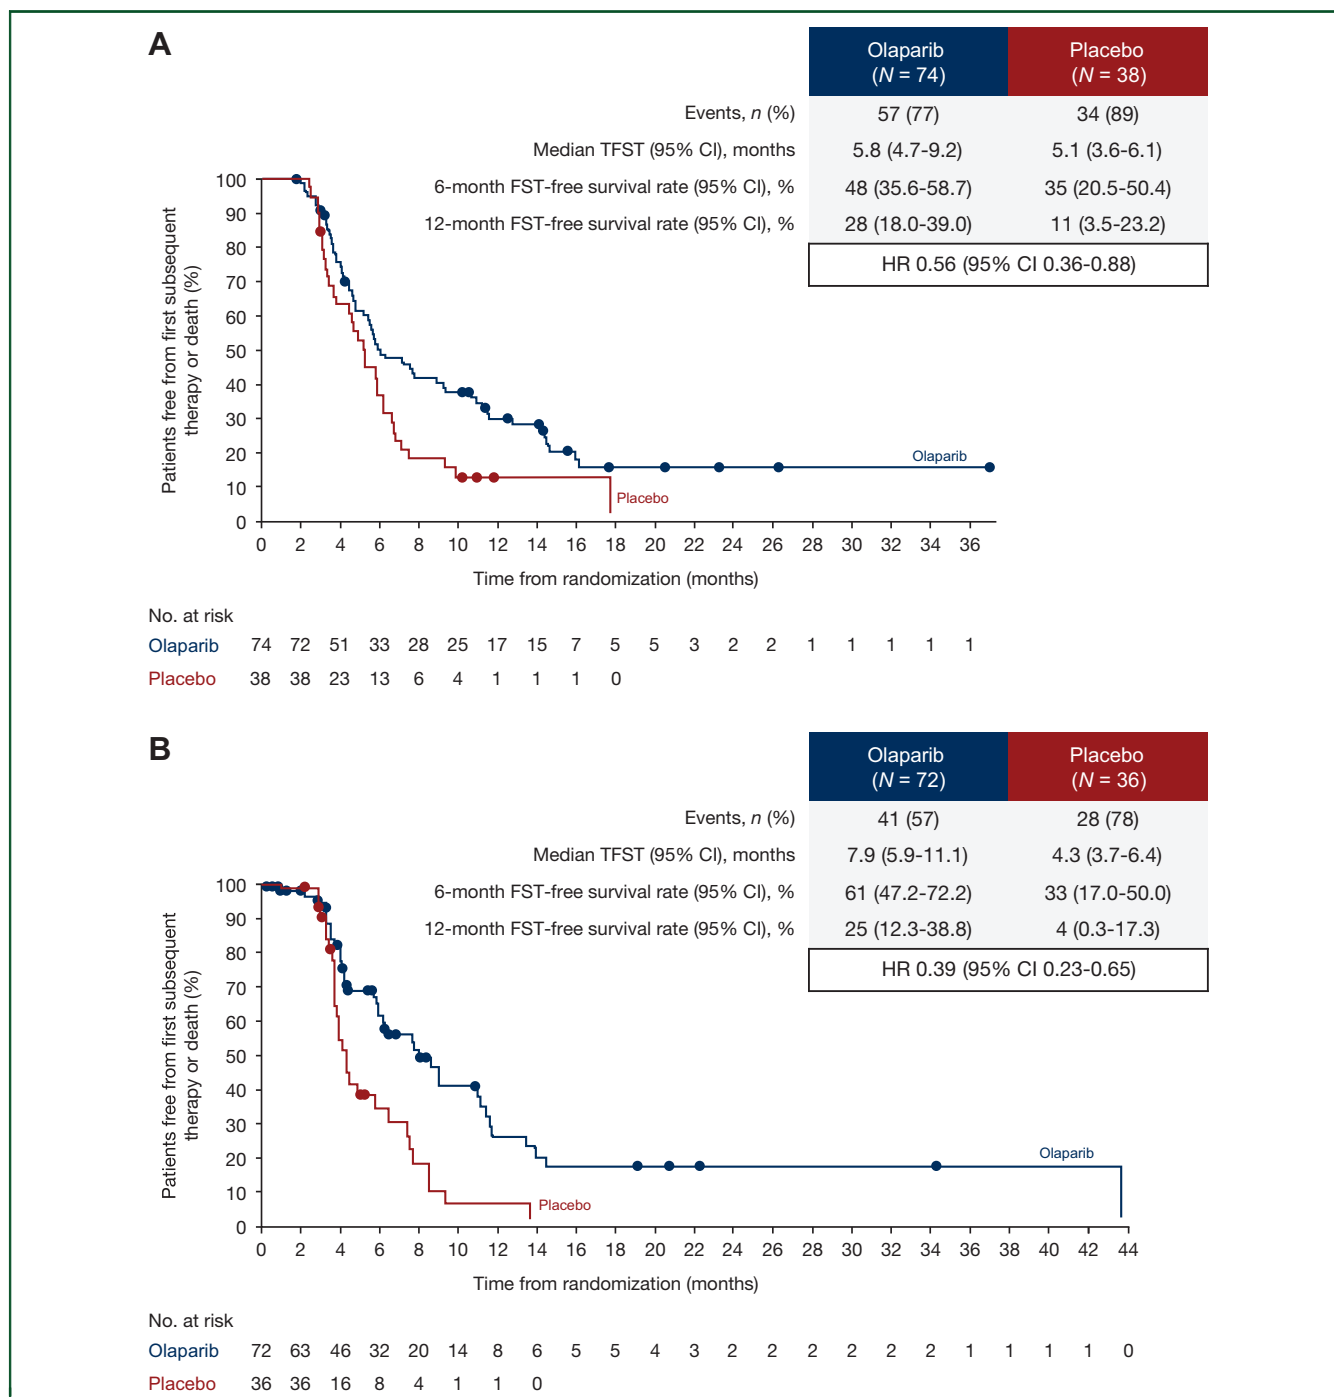 A
Olaparib Placebo
(N = 74) (N = 38)
Events, n (%) 57 (77) 34 (89)
Median TFST (95% CI), months 5.8 (4.7-9.2) 5.1 (3.6-6.1)
6-month FST-free survival rate (95% CI), % 48 (35.6-58.7) 35 (20.5-50.4)
12-month FST-free survival rate (95% CI), % 28 (18.0-39.0) 11 (3.5-23.2)
HR 0.56 (95% CI 0.36-0.88)
Patients free from first subsequent
therapy or death (%)
100
90
80
70
60
50
40
30
20
10
0
Olaparib
Placebo
0 2 4 6 8 10 12 14 16 18 20 22 24 26 28 30 32 34 36
Time from randomization (months)
No. at risk
Olaparib 74 72 51 33 28 25 17 15 7 5 5 3 2 2 1 1 1 1 1
Placebo 38 38 23 13 6 4 1 1 1 0
B
Olaparib Placebo
(N = 72) (N = 36)
Events, n (%) 41 (57) 28 (78)
Median TFST (95% CI), months 7.9 (5.9-11.1) 4.3 (3.7-6.4)
6-month FST-free survival rate (95% CI), % 61 (47.2-72.2) 33 (17.0-50.0)
12-month FST-free survival rate (95% CI), % 25 (12.3-38.8) 4 (0.3-17.3)
HR 0.39 (95% CI 0.23-0.65)
Patients free from first subsequent
therapy or death (%)
100
90
80
70
60
50
40
30
20
10
0
Olaparib
Placebo
0 2 4 6 8 10 12 14 16 18 20 22 24 26 28 30 32 34 36 38 40 42 44
Time from randomization (months)
No. at risk
Olaparib 72 63 46 32 20 14 8 6 5 5 4 3 2 2 2 2 2 2 1 1 1 1 0
Placebo 36 36 16 8 4 1 1 0